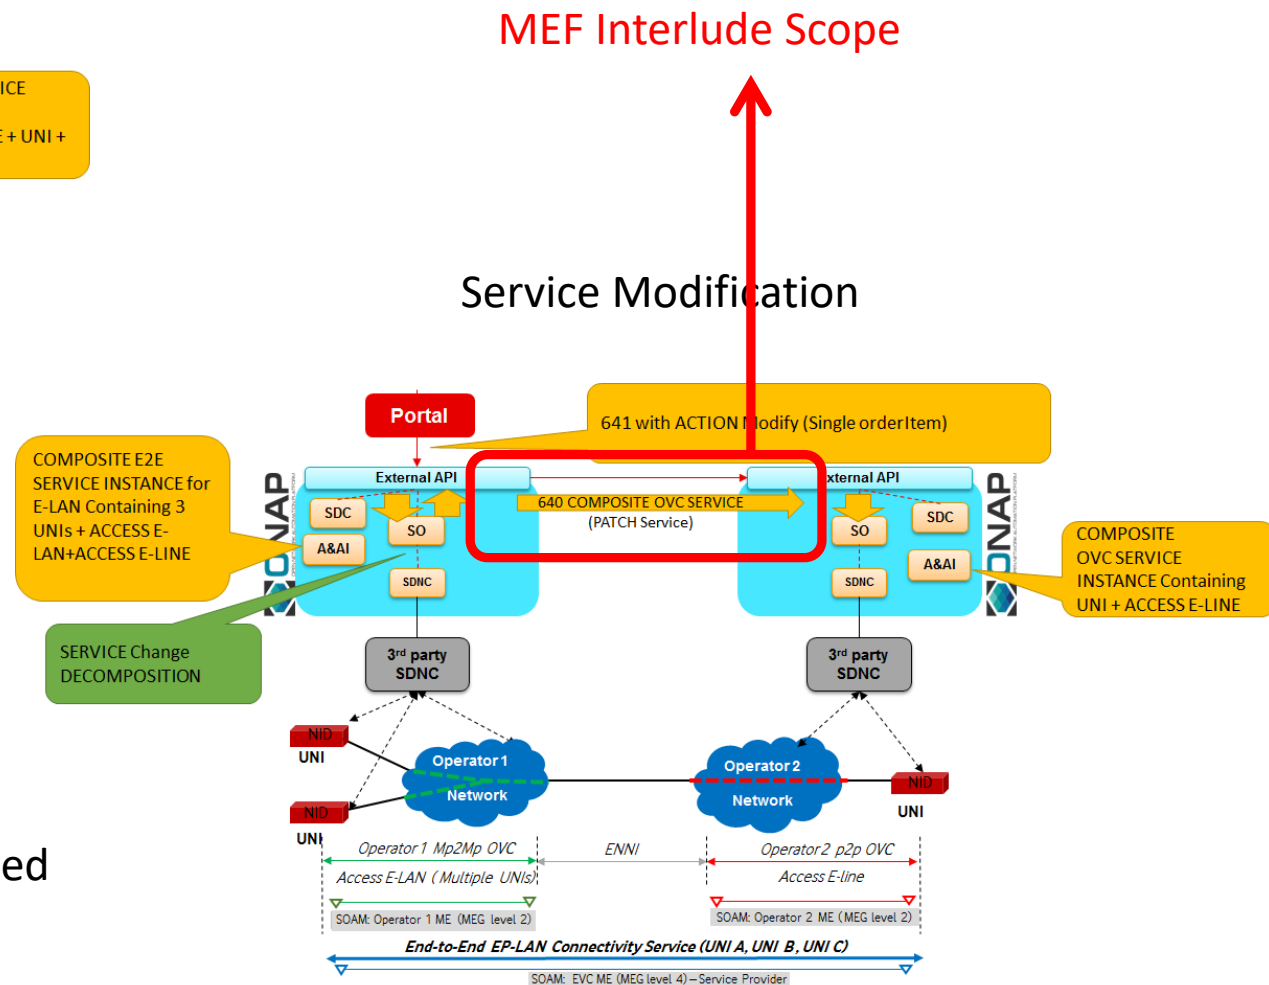 MEF Interlude Scope
ICE
E + UNI +
Service Modification
Portal
641 with ACTION Modify (Single orderItem)
COMPOSITE E2E
SERVICE INSTANCE for
E-LAN Containing 3
UNIs + ACCESS E-
LAN+ACCESS E-LINE
ONAP
External API
SDC
SO
A&AI
SDNC
640 COMPOSITE OVC SERVICE
(PATCH Service)
External API
SO
SDC
A&AI
SDNC
ONAP
COMPOSITE
OVC SERVICE
INSTANCE Containing
UNI + ACCESS E-LINE
SERVICE Change
DECOMPOSITION
3rd party
SDNC
3rd party
SDNC
NID
UNI
NID
UNI
Operator 1
Network
Operator 2
Network
NID
UNI
ed
Operator 1 Mp2Mp OVC
ENNI
Operator 2 p2p OVC
Access E-LAN ( Multiple UNIs)
Access E-line
SOAM: Operator 1 ME (MEG level 2)
SOAM: Operator 2 ME (MEG level 2)
End-to-End EP-LAN Connectivity Service (UNI A, UNI B, UNI C)
SOAM: EVC ME (MEG level 4) – Service Provider